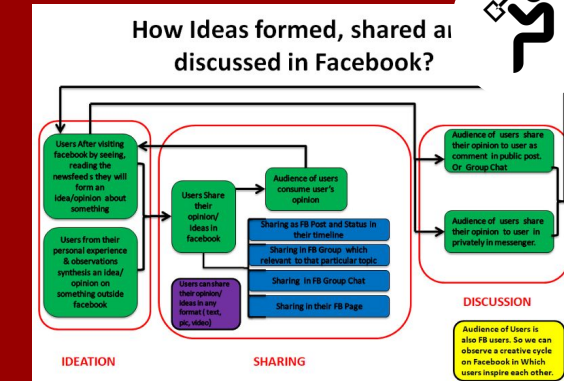 How Ideas formed, shared a
discussed in Facebook?
Users After visiting
facebook by seeing,
reading the
newsfeed s they will
form an
idea/opinion about
something
Users from their
personal experience
& observations
synthesis an idea/
opinion on
something outside
facebook
IDEATION
Users Share
their
opinion/
ideas in
facebook
Audience of users
consume user's
opinion
Sharing as FB Post and Status in
their timeline
Sharing in FB Group which
relevant to that particular topic
Sharing in FB Group Chat
Sharing in their FB Page
Users can share
their opinion/
ideas in any
format ( text,
pic, video)
SHARING
Audience of users share
their opinion to user as
comment in public post.
Or Group Chat
Audience of users share
their opinion to user in
privately in messenger.
DISCUSSION
Audience of Users is
also FB users. So we can
observe a creative cycle
on Facebook in Which
users inspire each other.